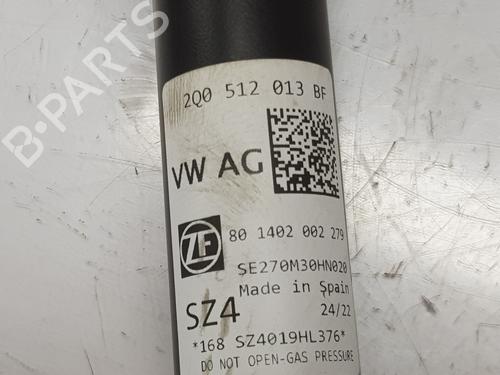 B-PARTS
2Q0 512 013 BF
VW AG
ZF
80 1402 002 279
SE270M30HN020
Made in Spain
SZ4
24/22
*168 SZ4019HL376*
DO NOT OPEN-GAS PRESSURE